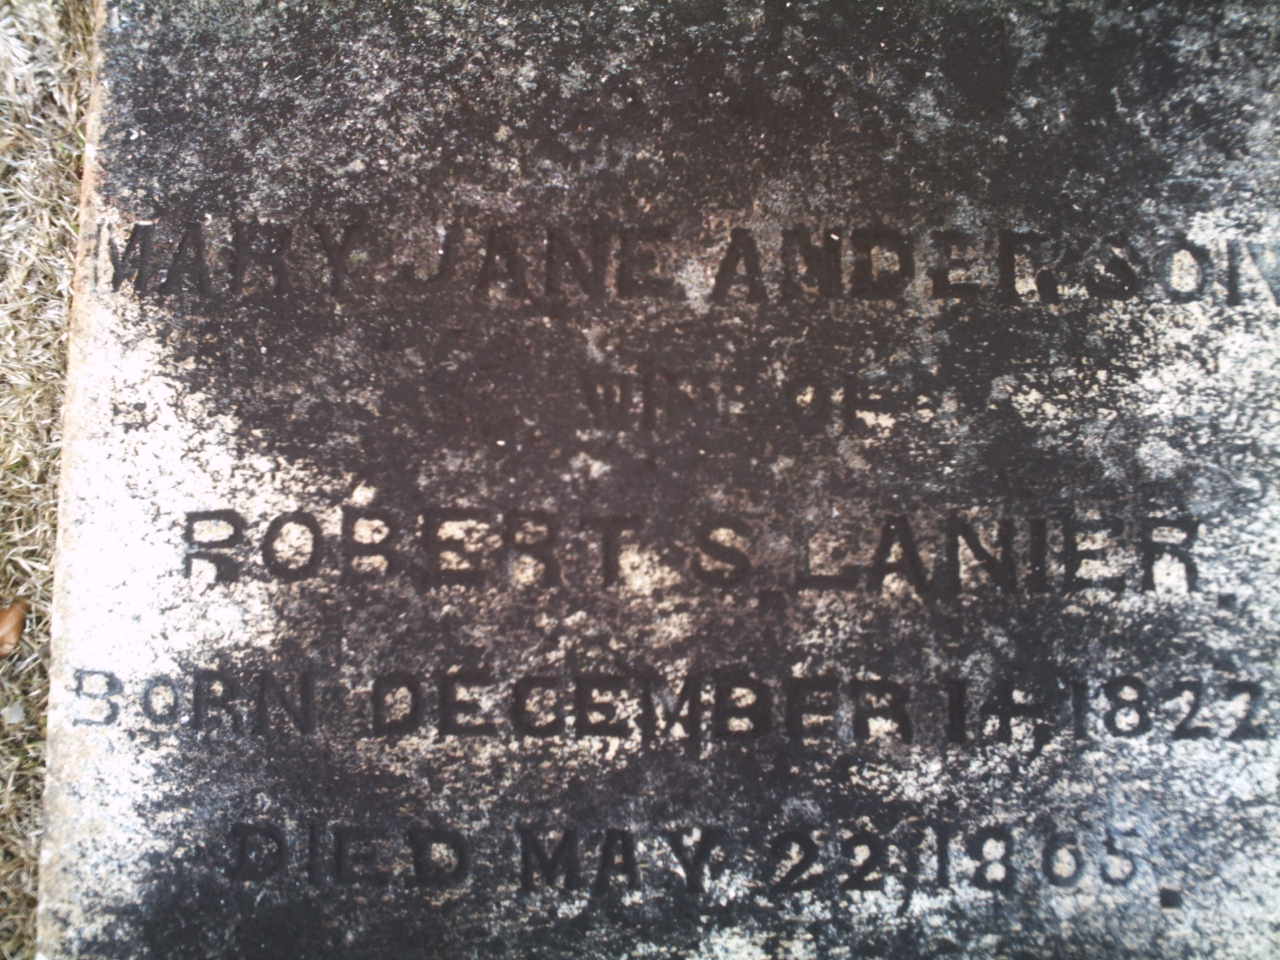 MARY JANE ANDERSON
WIFE OF
ROBERT S. LANIER.
BORN DECEMBER 14, 1822
DIED MAY 22, 1865.